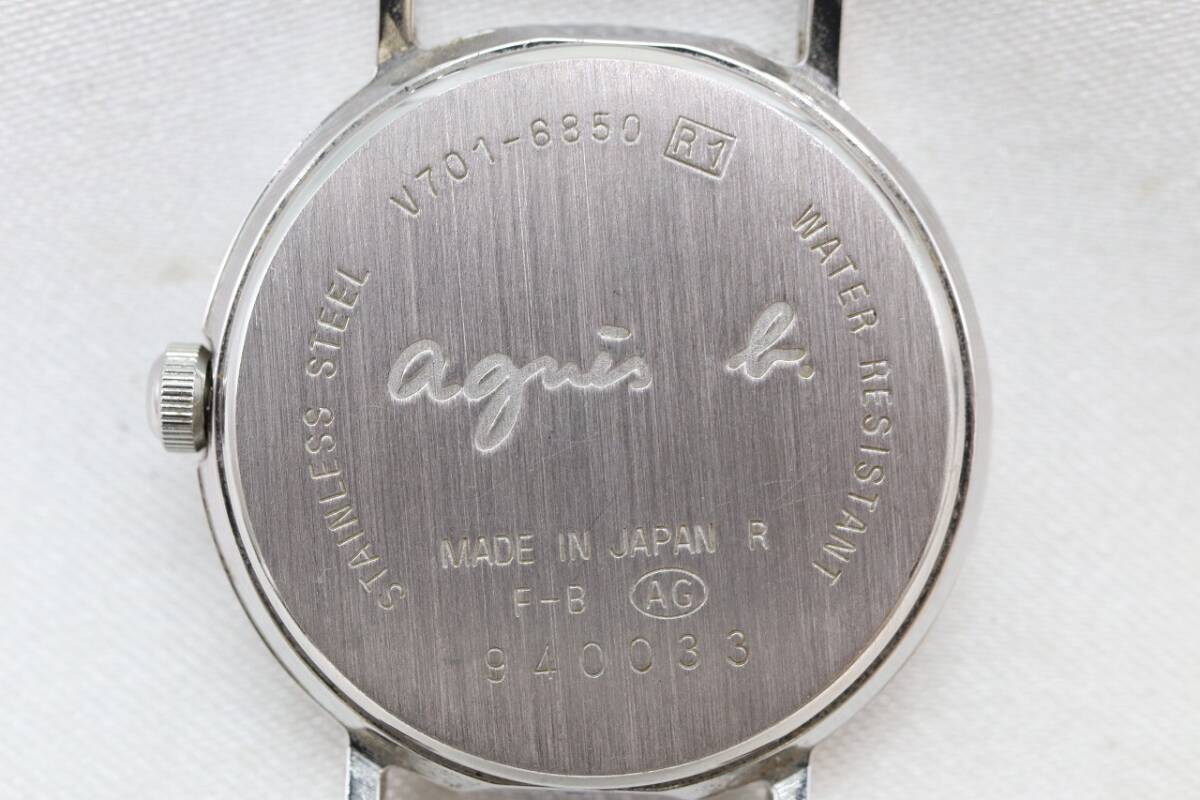 V701-6850 R1
STAINLESS STEEL
WATER RESISTANT
agnès b.
MADE IN JAPAN R
F-B AG
940033